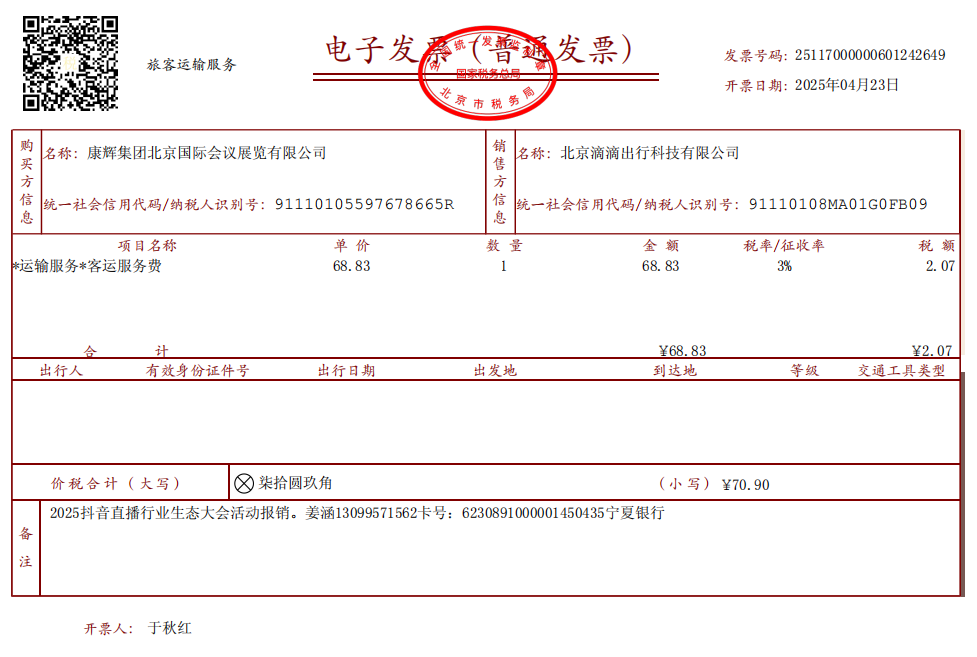 旅客运输服务
电子发票（普通发票）
全国统一发票监制章
国家税务总局
北京市税务局
发票号码：25117000000601242649
开票日期：2025年04月23日
购买方信息
名称：康辉集团北京国际会议展览有限公司
统一社会信用代码/纳税人识别号：91110105597678665R
销售方信息
名称：北京滴滴出行科技有限公司
统一社会信用代码/纳税人识别号：91110108MA01G0FB09
项目名称 单价 数量 金额 税率/征收率 税额
*运输服务*客运服务费 68.83 1 68.83 3% 2.07
合计 ¥68.83 ¥2.07
出行人 有效身份证件号 出行日期 出发地 到达地 等级 交通工具类型
价税合计（大写） ⊗柒拾圆玖角 （小写）¥70.90
备注
2025抖音直播行业生态大会活动报销。姜涵13099571562卡号：6230891000001450435宁夏银行
开票人：于秋红